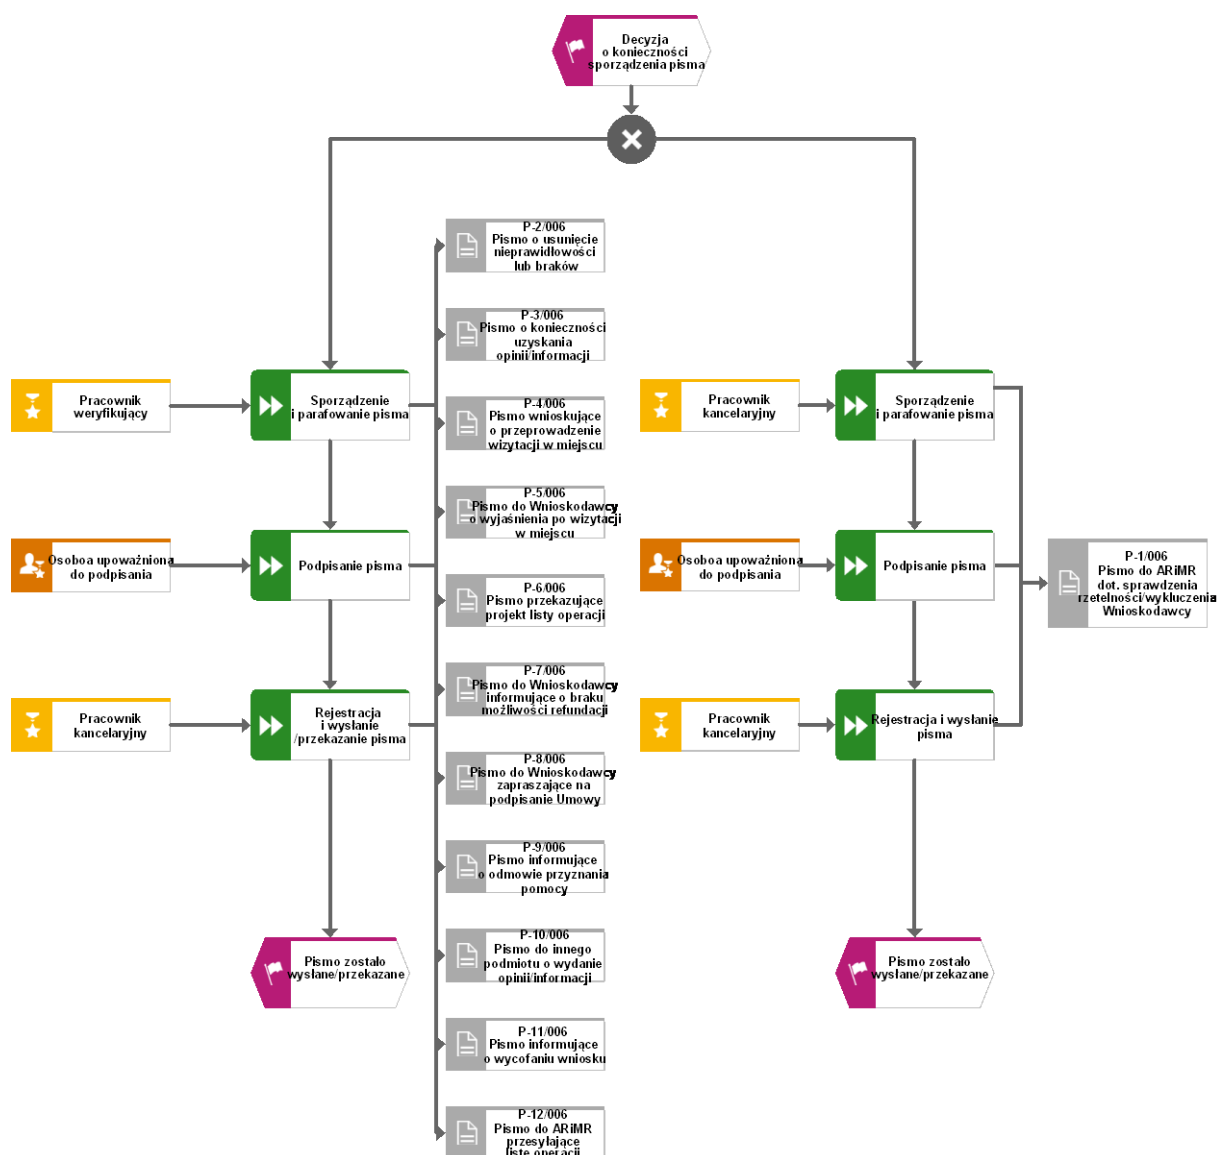 Decyzja
o konieczności
sporządzenia pisma
P-2/006
Pismo o usunięcie
nieprawidłowości
lub braków
P-3/006
Pismo o konieczności
uzyskania
opinii/informacji
Pracownik
weryfikujący
Sporządzenie
i parafowanie pisma
P-4/006
Pismo wnioskujące
o przeprowadzenie
wizytacji w miejscu
Pracownik
kancelaryjny
Sporządzenie
i parafowanie pisma
P-5/006
Pismo do Wnioskodawcy
o wyjaśnienia po wizytacji
w miejscu
Osoboa upoważniona
do podpisania
Podpisanie pisma
P-6/006
Pismo przekazujące
projekt listy operacji
Osoboa upoważniona
do podpisania
Podpisanie pisma
P-1/006
Pismo do ARiMR
dot. sprawdzenia
rzetelności/wykluczenia
Wnioskodawcy
P-7/006
Pismo do Wnioskodawcy
informujące o braku
możliwości refundacji
Pracownik
kancelaryjny
Rejestracja
i wysłanie
/przekazanie pisma
Pracownik
kancelaryjny
Rejestracja i wysłanie
pisma
P-8/006
Pismo do Wnioskodawcy
zapraszające na
podpisanie Umowy
P-9/006
Pismo informujące
o odmowie przyznania
pomocy
P-10/006
Pismo do innego
podmiotu o wydanie
opinii/informacji
Pismo zostało
wysłane/przekazane
Pismo zostało
wysłane/przekazane
P-11/006
Pismo informujące
o wycofaniu wniosku
P-12/006
Pismo do ARiMR
przesyłające
listę operacji